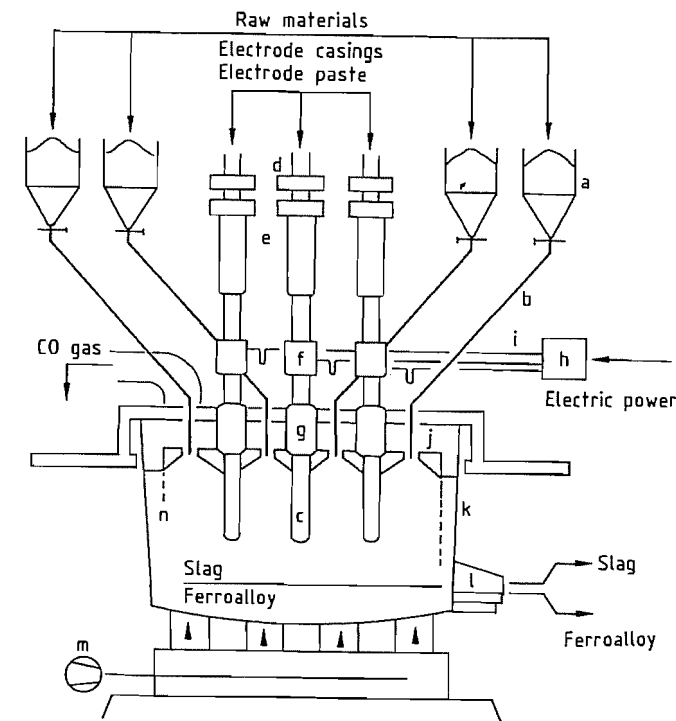 Raw materials
Electrode casings
Electrode paste
d
a
e
b
CO gas
f
i
h
Electric power
g
j
n
c
k
Slag
Ferroalloy
l
Slag
Ferroalloy
m